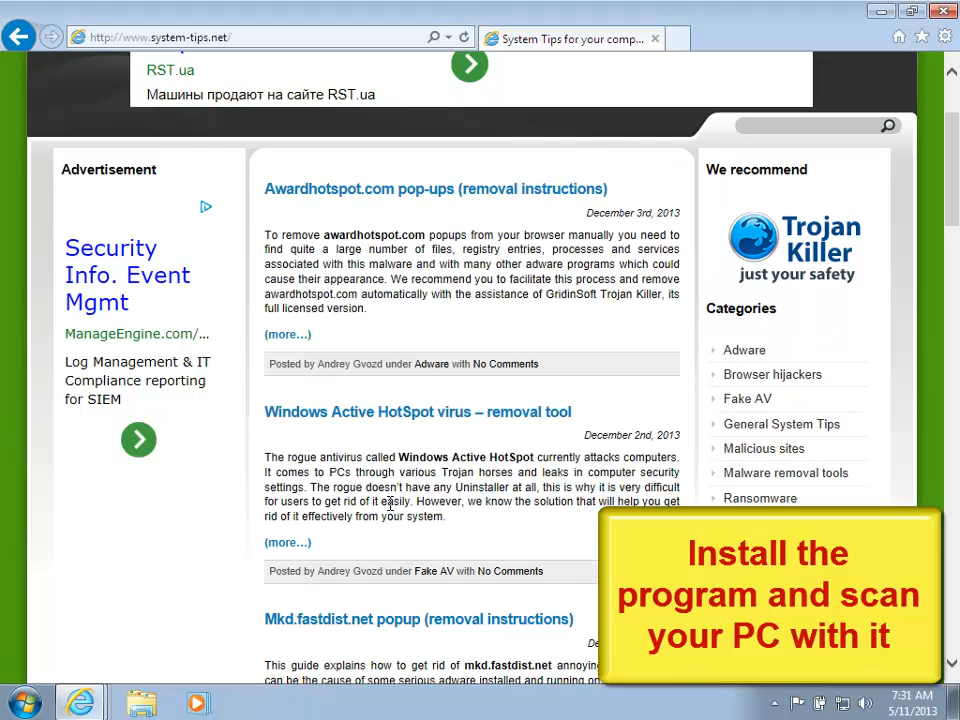 http://www.system-tips.net/
System Tips for your comp...
RST.ua
Машины продают на сайте RST.ua
Advertisement
Security
Info. Event
Mgmt
ManageEngine.com/...
Log Management & IT
Compliance reporting
for SIEM
Awardhotspot.com pop-ups (removal instructions)
December 3rd, 2013
To remove awardhotspot.com popups from your browser manually you need to
find quite a large number of files, registry entries, processes and services
associated with this malware and with many other adware programs which could
cause their appearance. We recommend you to facilitate this process and remove
awardhotspot.com automatically with the assistance of GridinSoft Trojan Killer, its
full licensed version.
(more…)
Posted by Andrey Gvozd under Adware with No Comments
Windows Active HotSpot virus – removal tool
December 2nd, 2013
The rogue antivirus called Windows Active HotSpot currently attacks computers.
It comes to PCs through various Trojan horses and leaks in computer security
settings. The rogue doesn’t have any Uninstaller at all, this is why it is very difficult
for users to get rid of it easily. However, we know the solution that will help you get
rid of it effectively from your system.
(more…)
Posted by Andrey Gvozd under Fake AV with No Comments
Mkd.fastdist.net popup (removal instructions)
This guide explains how to get rid of mkd.fastdist.net
can be the cause of some serious adware installed and running
We recommend
Trojan
Killer
just your safety
Categories
Adware
Browser hijackers
Fake AV
General System Tips
Malicious sites
Malware removal tools
Ransomware
Install the
program and scan
your PC with it
7:31 AM
5/11/2013